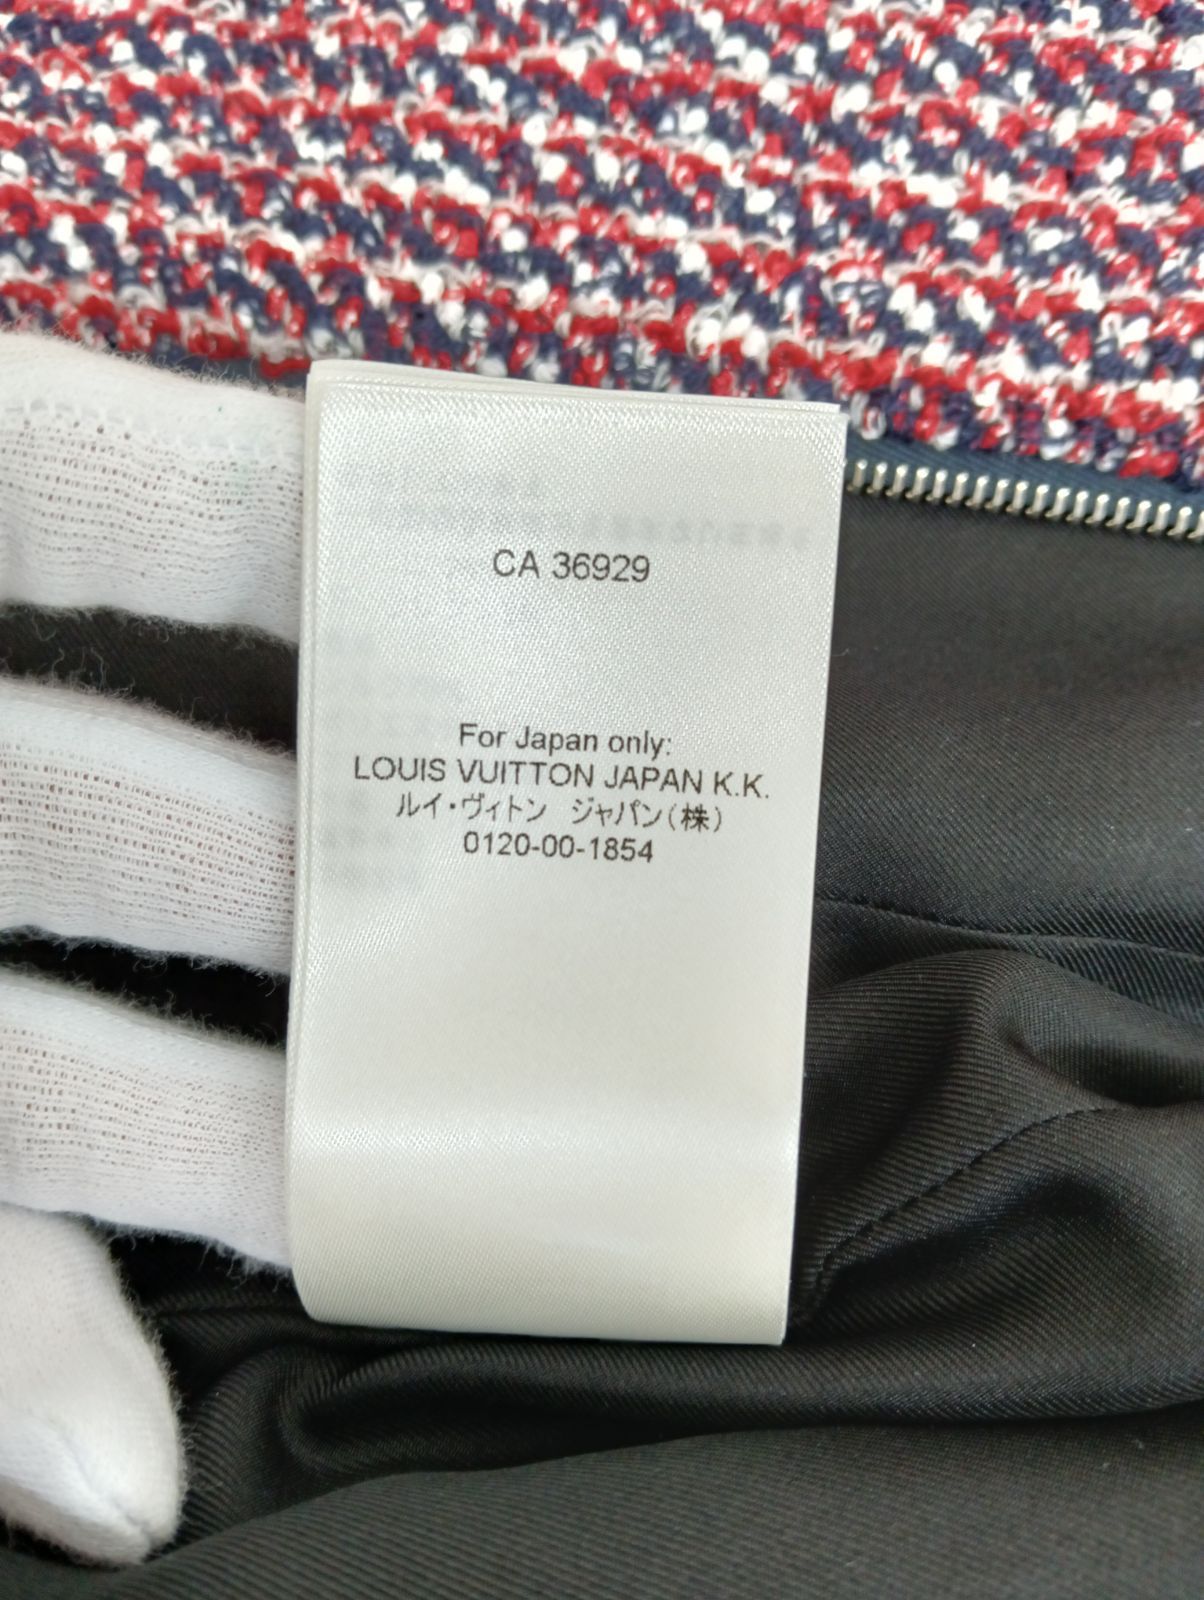 CA 36929
For Japan only:
LOUIS VUITTON JAPAN K.K.
ルイ・ヴィトン　ジャパン(株)
0120-00-1854